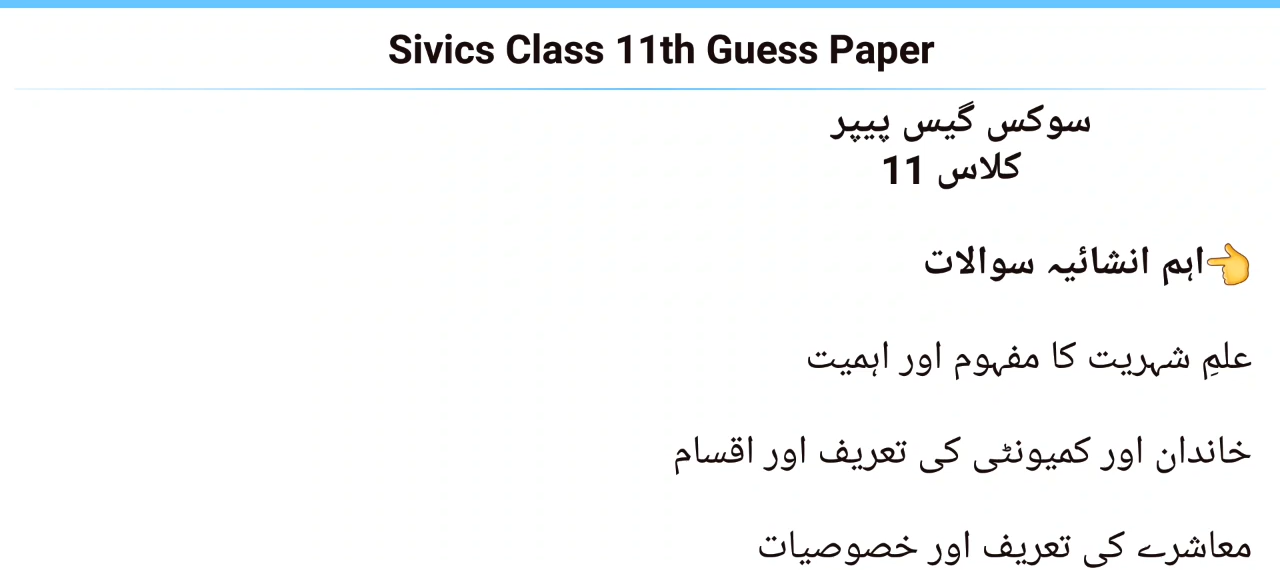 Sivics Class 11th Guess Paper
سوکس گیس پیپر
کلاس 11
👈اہم انشائیہ سوالات
علمِ شہریت کا مفہوم اور اہمیت
خاندان اور کمیونٹی کی تعریف اور اقسام
معاشرے کی تعریف اور خصوصیات